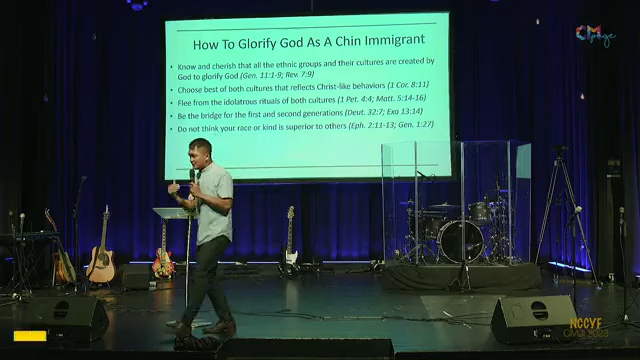 How To Glorify God As A Chin Immigrant
• Know and cherish that all the ethnic groups and their cultures are created by
God to glorify God (Gen. 11:1-9; Rev. 7:9)
• Choose best of both cultures that reflects Christ-like behaviors (1 Cor. 8:11)
• Flee from the idolatrous rituals of both cultures (1 Pet. 4:4; Matt. 5:14-16)
• Be the bridge for the first and second generations (Deut. 32:7; Exo 13:14)
• Do not think your race or kind is superior to others (Eph. 2:11-13; Gen. 1:27)
CM
page
NCCYF